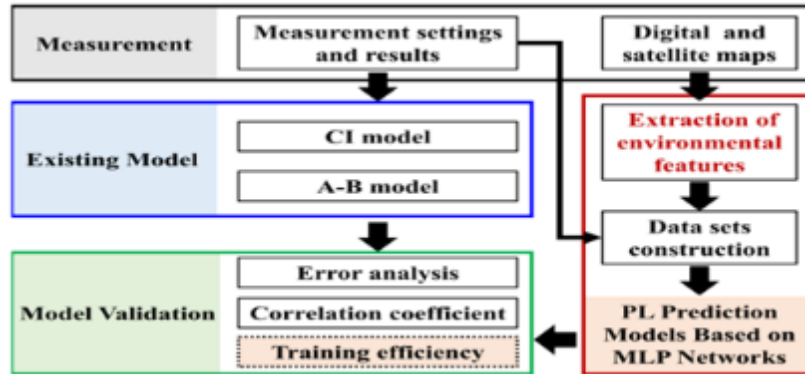 Measurement
Measurement settings
and results
Digital and
satellite maps
Existing Model
CI model
A-B model
Extraction of
environmental
features
Data sets
construction
Model Validation
Error analysis
Correlation coefficient
Training efficiency
PL Prediction
Models Based on
MLP Networks